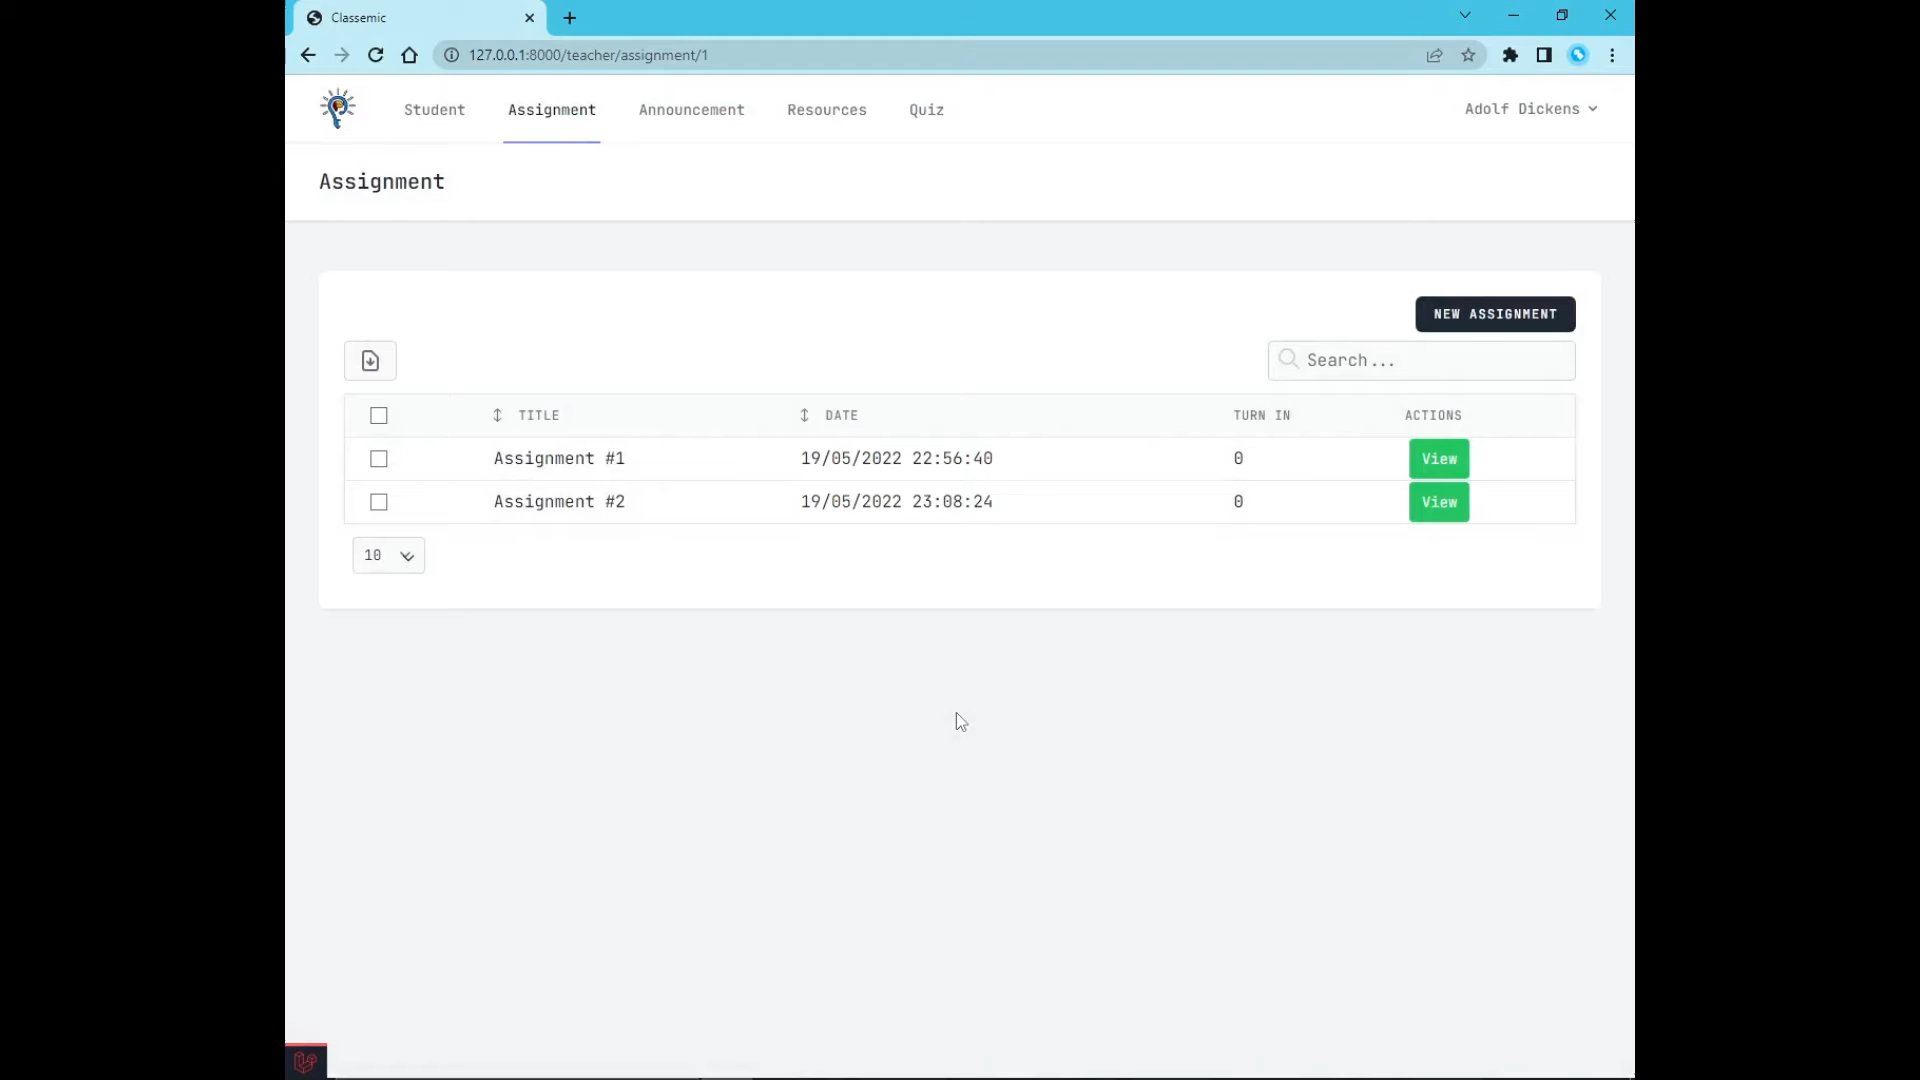 Classemic
127.0.0.1:8000/teacher/assignment/1
Student Assignment Announcement Resources Quiz Adolf Dickens
Assignment
NEW ASSIGNMENT
Search...
TITLE DATE TURN IN ACTIONS
Assignment #1 19/05/2022 22:56:40 0 View
Assignment #2 19/05/2022 23:08:24 0 View
10